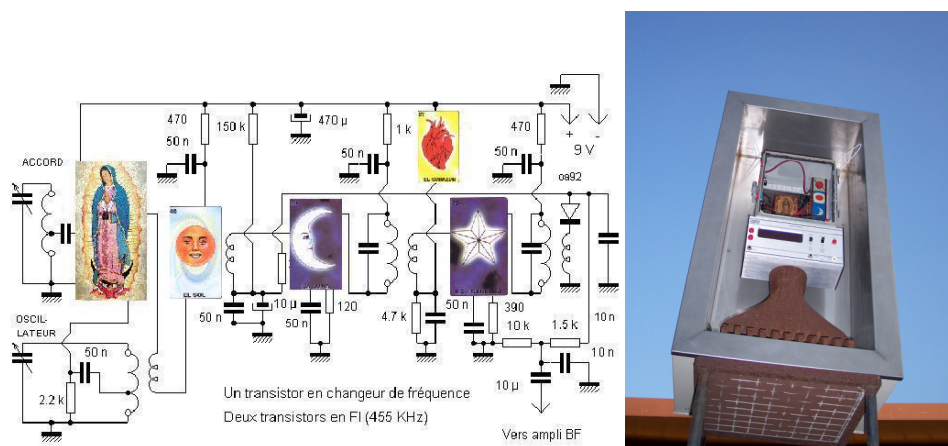 470
150 k
470 µ
1 k
470
50 n
50 n
50 n
+
-
9 V
ACCORD
oa92
EL SOL
10 µ
120
50 n
50 n
4.7 k
50 n
390
10 k
1.5 k
10 n
10 n
10 µ
OSCIL-
LATEUR
50 n
2.2 k
Un transistor en changeur de fréquence
Deux transistors en FI (455 KHz)
Vers ampli BF